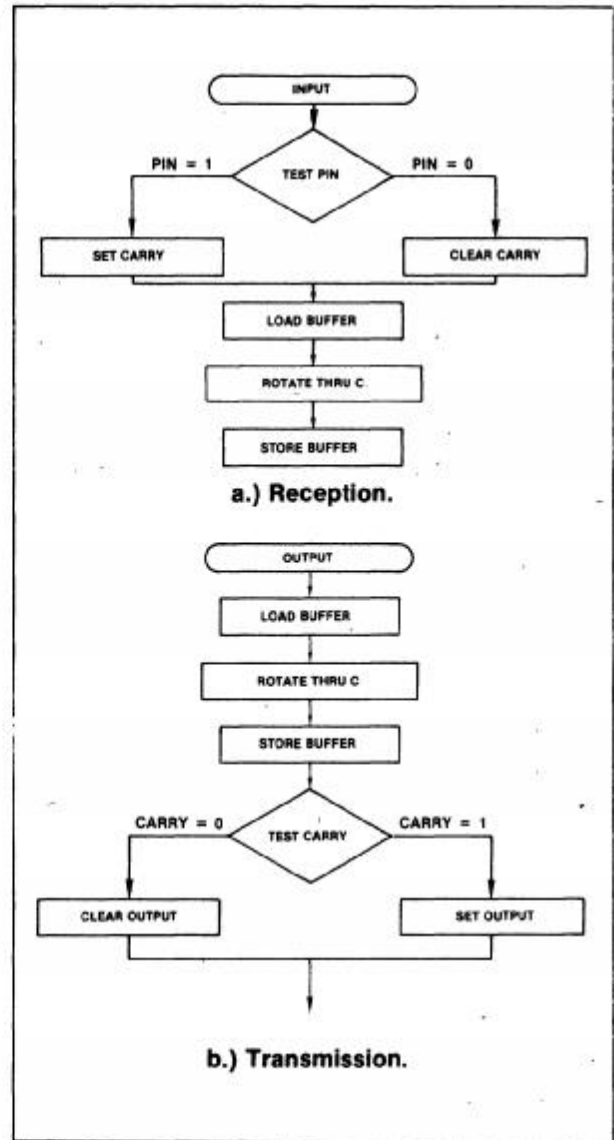 INPUT
TEST PIN
PIN = 1
PIN = 0
SET CARRY
CLEAR CARRY
LOAD BUFFER
ROTATE THRU C.
STORE BUFFER
a.) Reception.
OUTPUT
LOAD BUFFER
ROTATE THRU C
STORE BUFFER
CARRY = 0
TEST CARRY
CARRY = 1
CLEAR OUTPUT
SET OUTPUT
b.) Transmission.